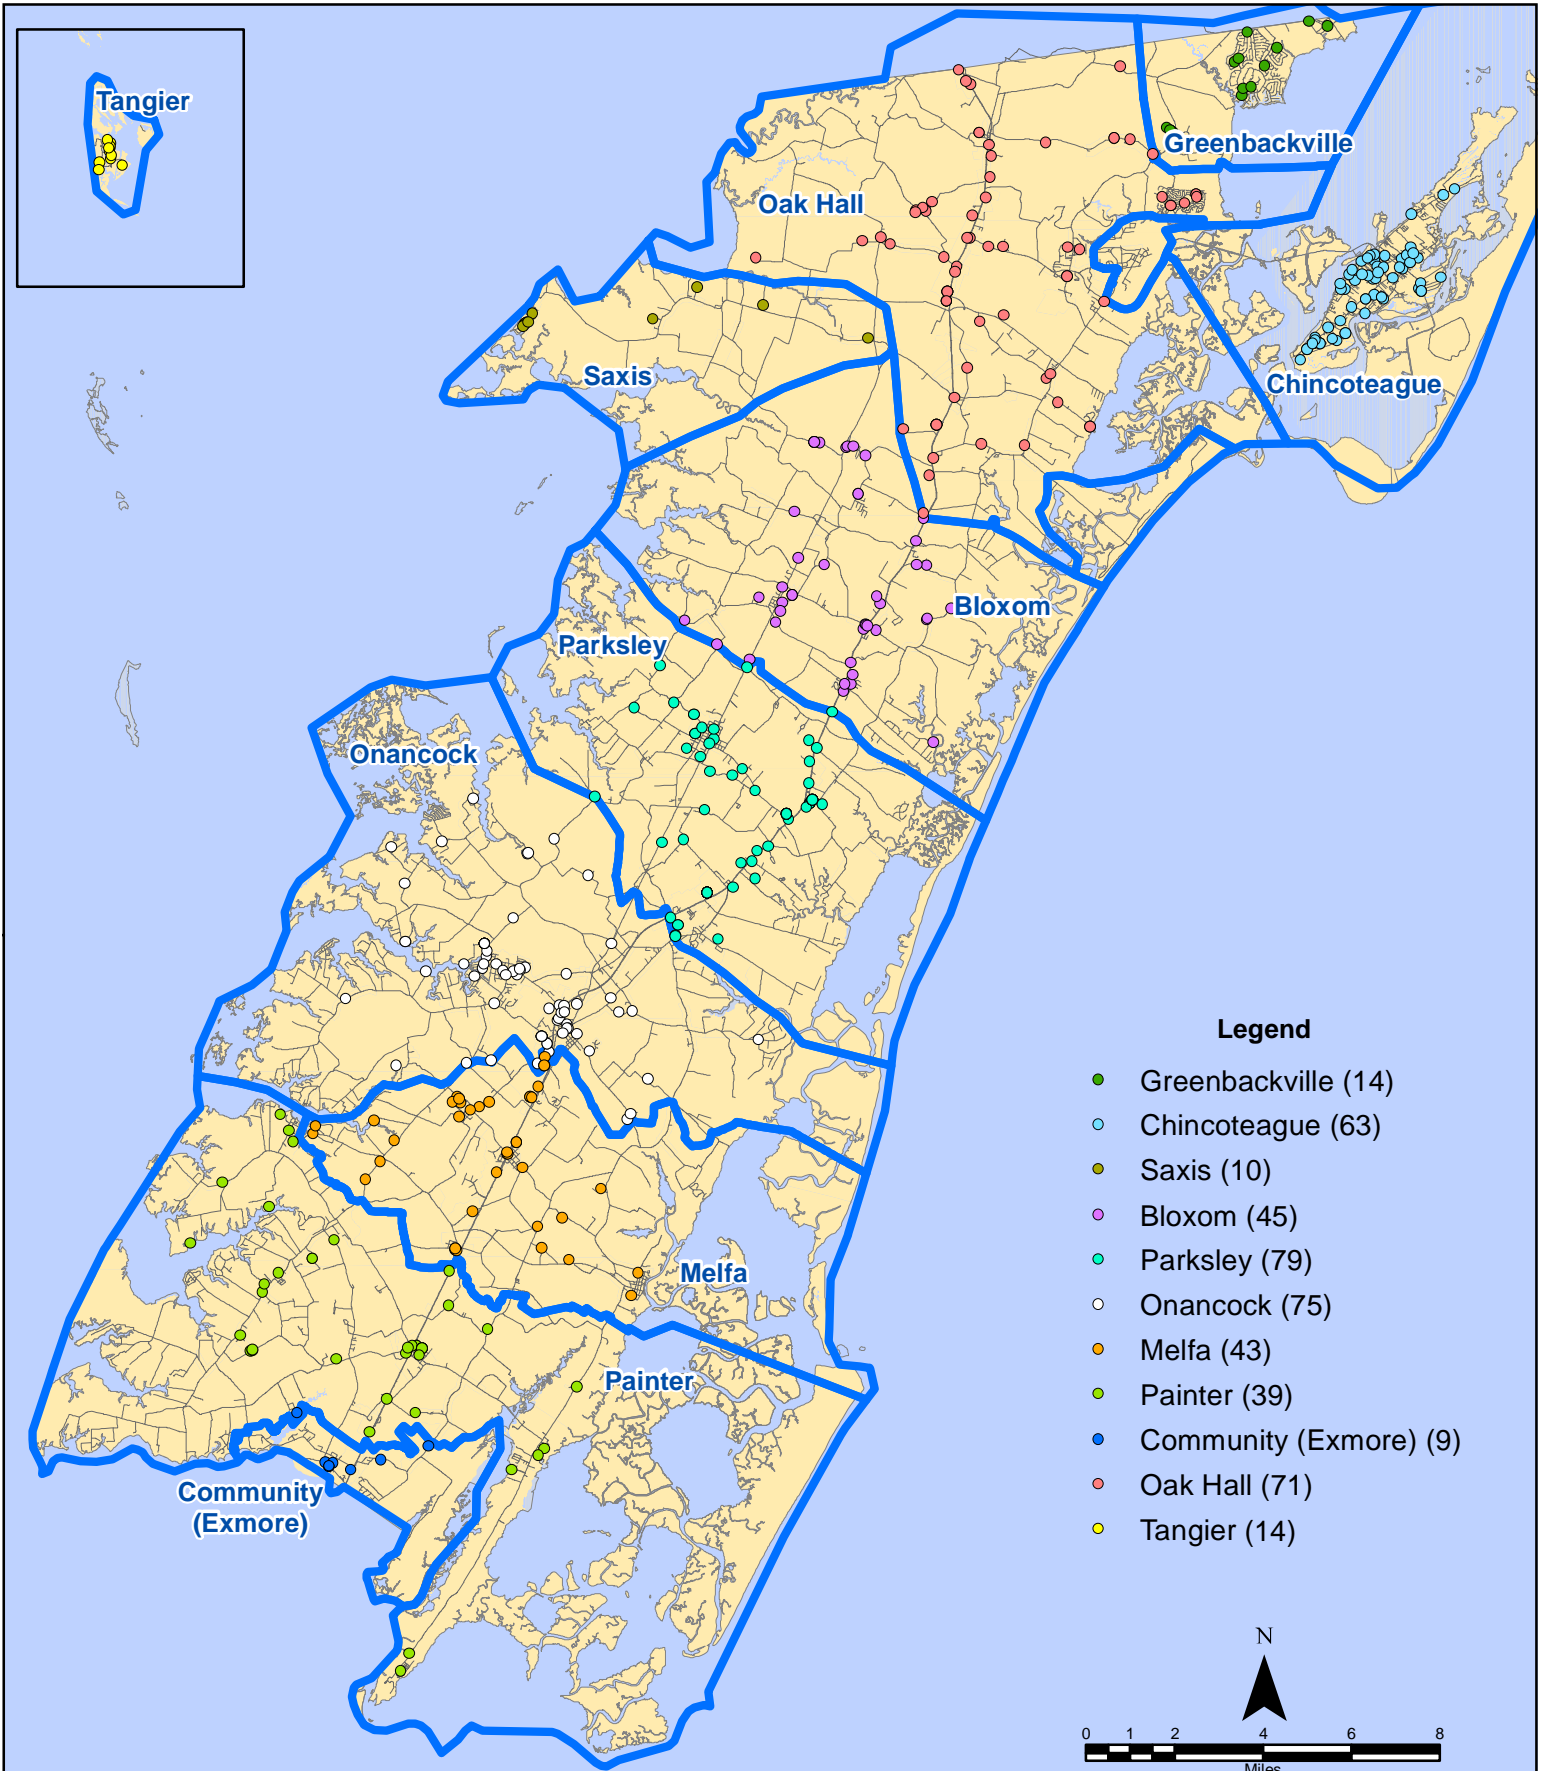 Tangier
Greenbackville
Oak Hall
Saxis
Chincoteague
Bloxom
Parksley
Onancock
Melfa
Painter
Community
(Exmore)
Legend
Greenbackville (14)
Chincoteague (63)
Saxis (10)
Bloxom (45)
Parksley (79)
Onancock (75)
Melfa (43)
Painter (39)
Community (Exmore) (9)
Oak Hall (71)
Tangier (14)
N
0 1 2 4 6 8
Miles